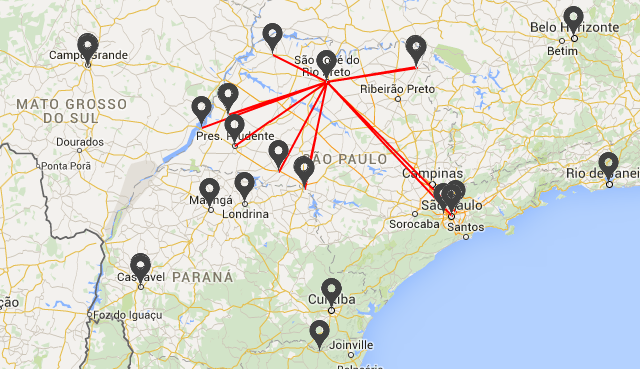 Belo Horizonte
Betim
Campo Grande
São José do
Rio Preto
Ribeirão Preto
MATO GROSSO
DO SUL
Dourados
Pres. Prudente
Ponta Porã
SÃO PAULO
Campinas
Rio de Janei
Maringá
Londrina
São Paulo
Sorocaba
Santos
Cascavel
PARANÁ
Curitiba
Foz do Iguaçu
ção
Joinville